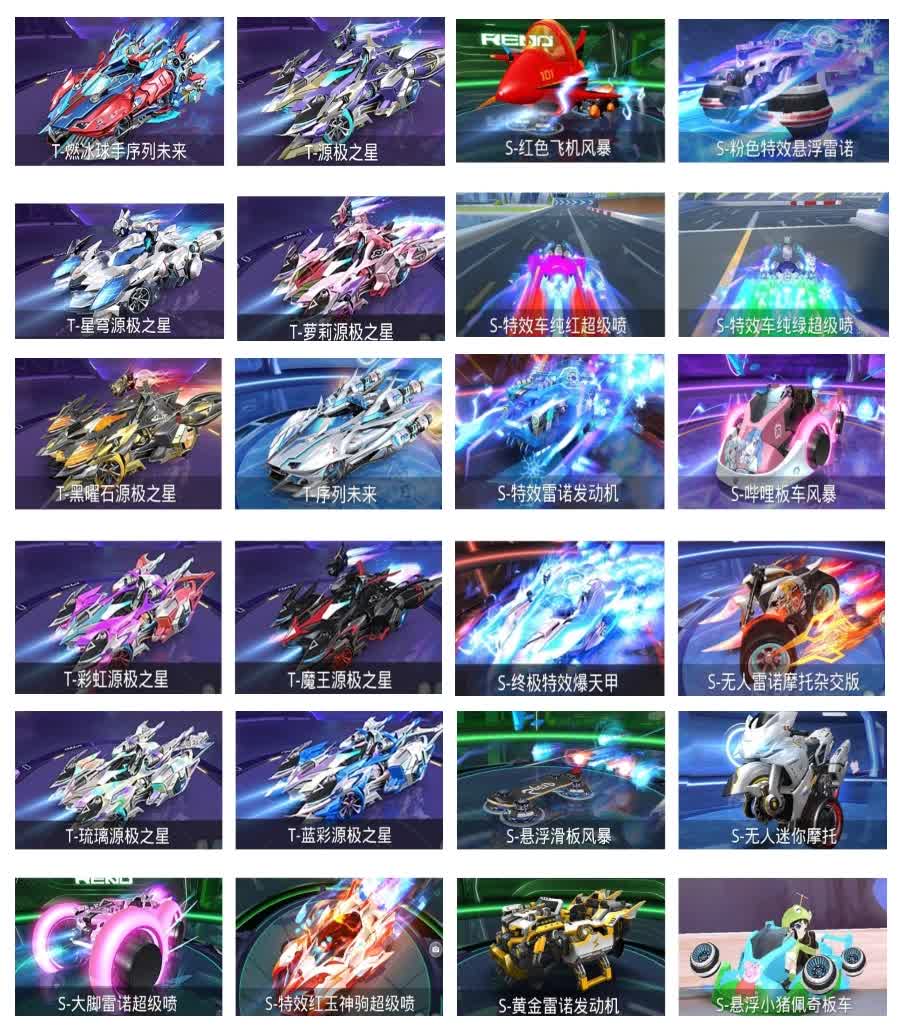 T-燃冰球手序列未来
T-源极之星
RENO
101
S-红色飞机风暴
S-粉色特效悬浮雷诺
T-星穹源极之星
T-萝莉源极之星
S-特效车纯红超级喷
S-特效车纯绿超级喷
T-黑曜石源极之星
T-序列未来
S-特效雷诺发动机
S-哔哩板车风暴
T-彩虹源极之星
T-魔王源极之星
S-终极特效爆天甲
S-无人雷诺摩托杂交版
T-琉璃源极之星
T-蓝彩源极之星
S-悬浮滑板风暴
S-无人迷你摩托
RENO
S-大脚雷诺超级喷
S-特效红玉神驹超级喷
S-黄金雷诺发动机
S-悬浮小猪佩奇板车